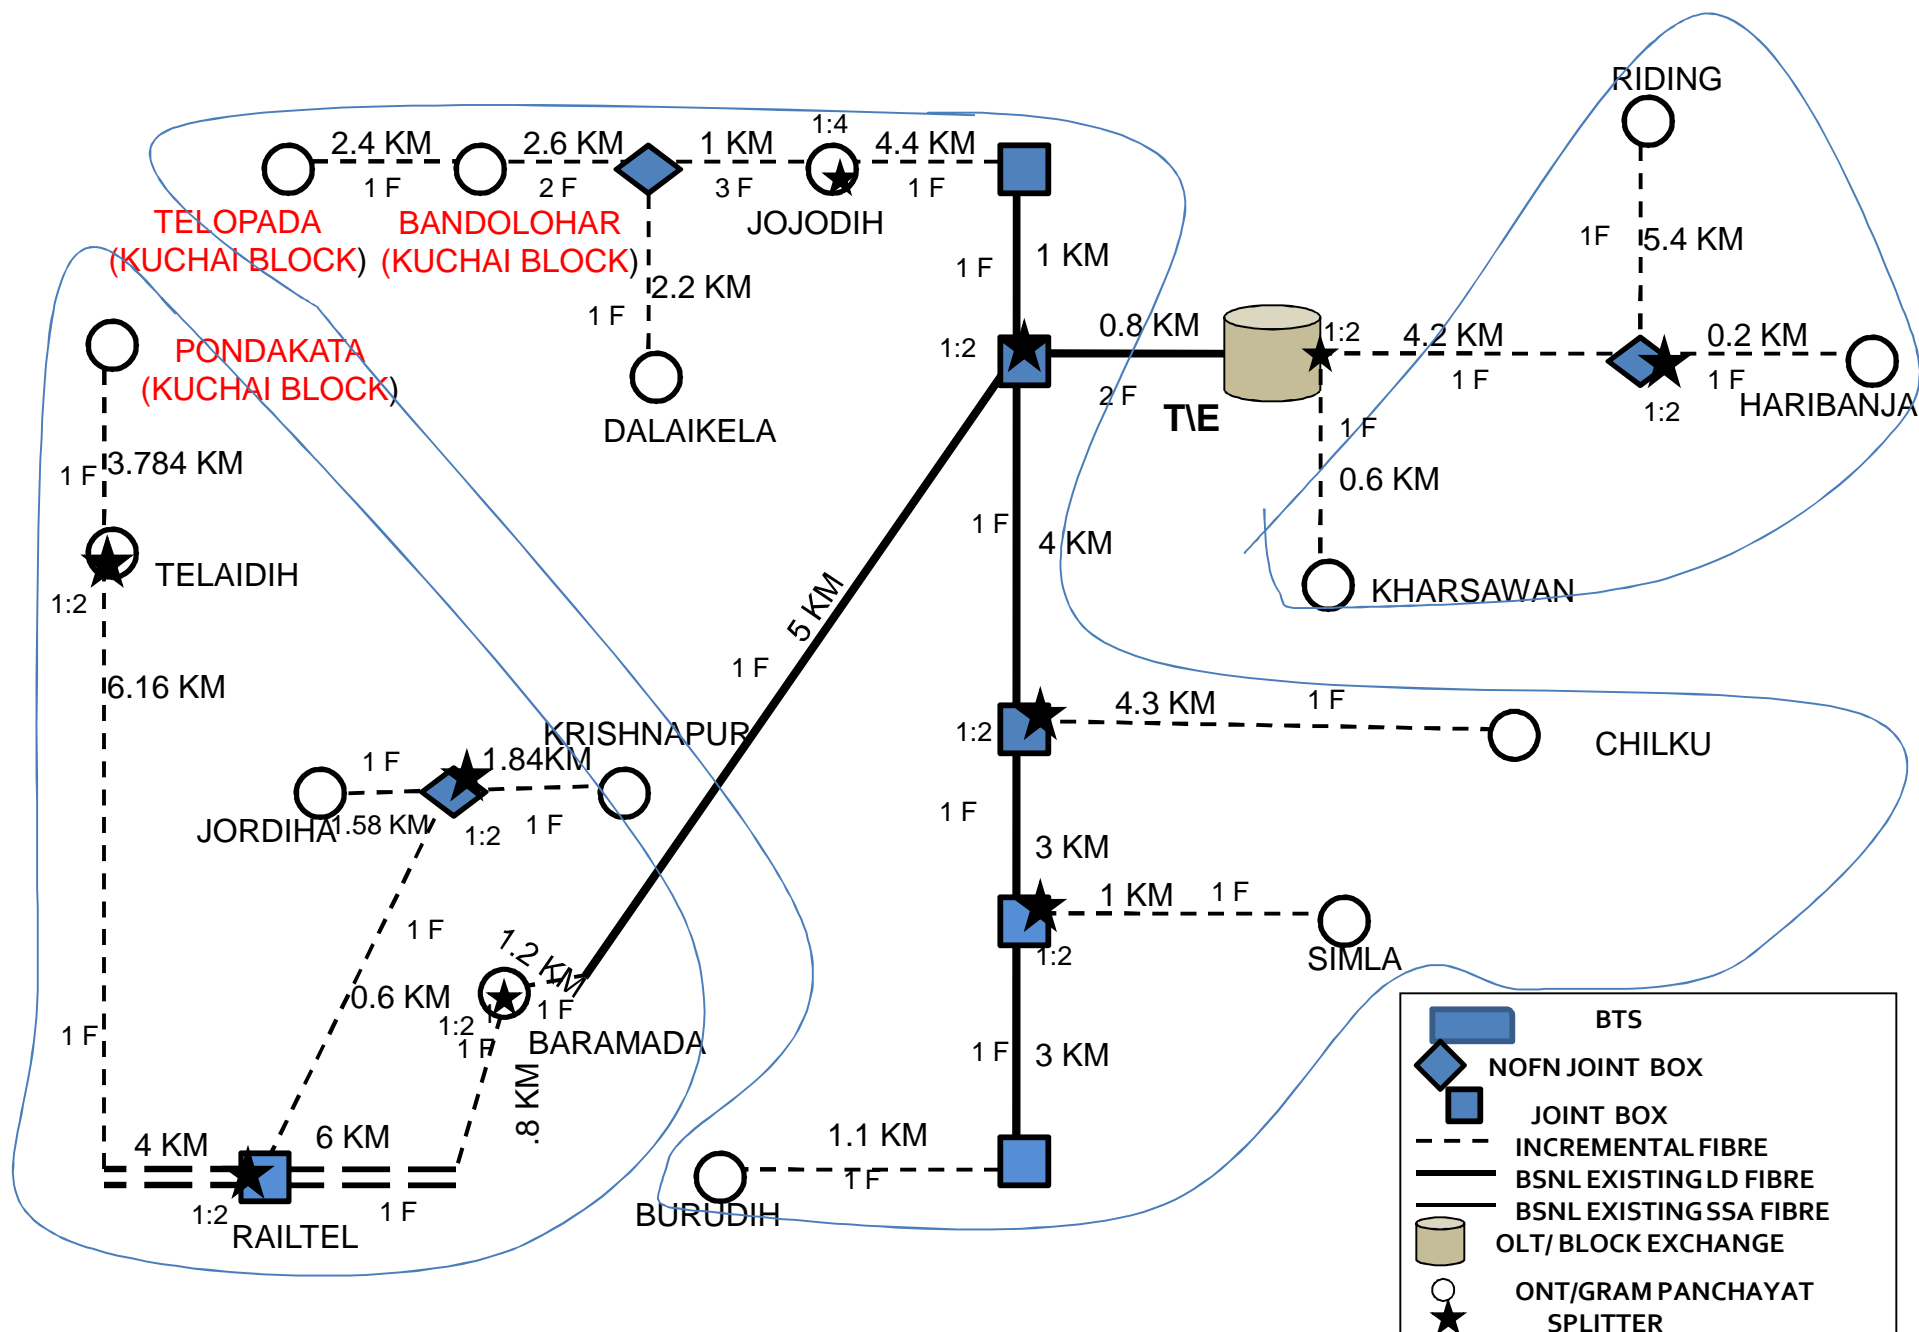 RIDING
1:4
2.4 KM
2.6 KM
1 KM
4.4 KM
1 F
2 F
3 F
1 F
TELOPADA
(KUCHAI BLOCK)
BANDOLOHAR
(KUCHAI BLOCK)
JOJODIH
1F
5.4 KM
1 F
1 KM
2.2 KM
1 F
0.8 KM
1:2
4.2 KM
0.2 KM
1:2
PONDAKATA
(KUCHAI BLOCK)
2 F
1 F
1 F
T\E
1:2
HARIBANJA
DALAIKELA
1 F
1 F
3.784 KM
0.6 KM
1 F
4 KM
TELAIDIH
1:2
KHARSAWAN
5 KM
1 F
6.16 KM
4.3 KM
1 F
1:2
KRISHNAPUR
CHILKU
1 F
1.84KM
JORDIHA
1.58 KM
1:2
1 F
1 F
3 KM
1 KM
1 F
1 F
1.2 KM
1:2
SIMLA
0.6 KM
1:2
1 F
1 F
BARAMADA
1 F
1 F
3 KM
.8 KM
4 KM
6 KM
1.1 KM
1 F
1:2
1 F
RAILTEL
BURUDIH
BTS
NOFN JOINT BOX
JOINT BOX
INCREMENTAL FIBRE
BSNL EXISTING LD FIBRE
BSNL EXISTING SSA FIBRE
OLT/ BLOCK EXCHANGE
ONT/GRAM PANCHAYAT
SPLITTER